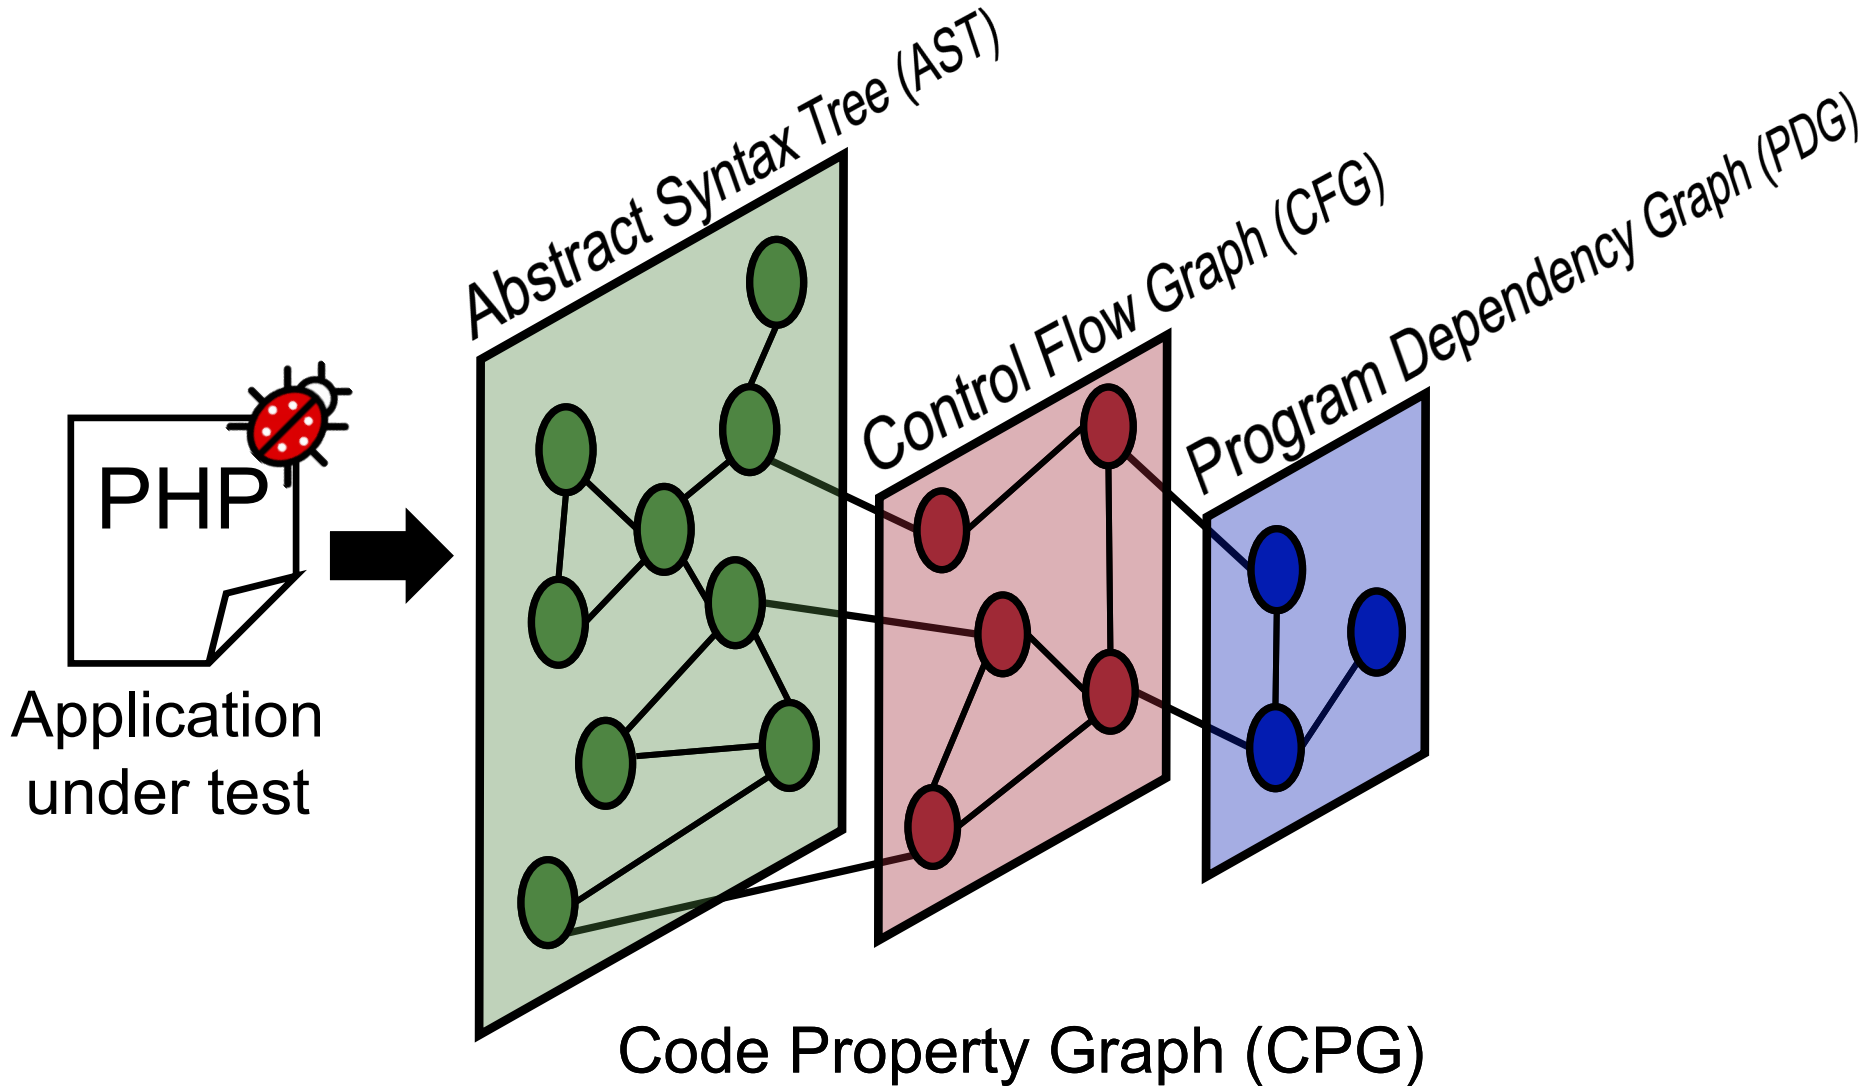 Abstract Syntax Tree (AST)
Control Flow Graph (CFG)
Program Dependency Graph (PDG)
PHP
Application
under test
Code Property Graph (CPG)